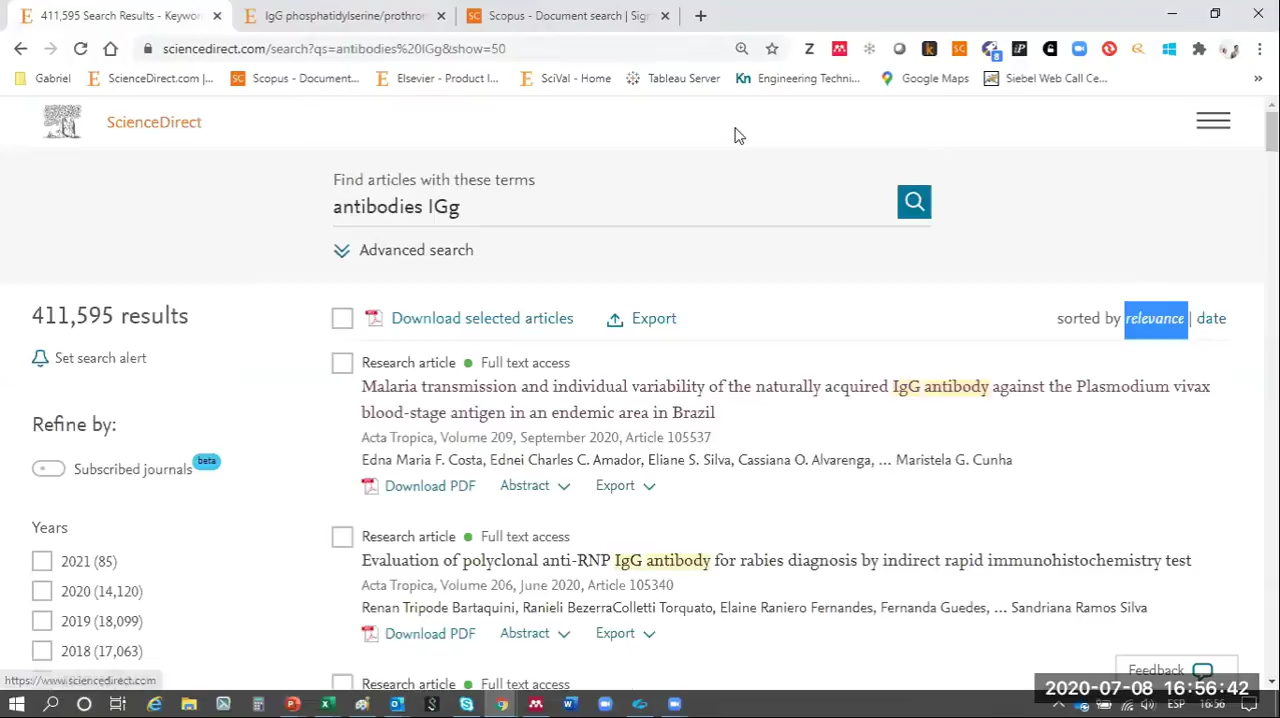 411,595 Search Results - Keywor
IgG phosphatidylserine/prothrom
Scopus - Document search | Sig
sciencedirect.com/search?qs=antibodies%20IGg&show=50
Gabriel
ScienceDirect.com |...
Scopus - Document...
Elsevier - Product I...
SciVal - Home
Tableau Server
Kn Engineering Techni...
Google Maps
Siebel Web Call Ce...
ScienceDirect
Find articles with these terms
antibodies IGg
Advanced search
411,595 results
Download selected articles
Export
sorted by relevance | date
Set search alert
Research article Full text access
Malaria transmission and individual variability of the naturally acquired IgG antibody against the Plasmodium vivax
blood-stage antigen in an endemic area in Brazil
Acta Tropica, Volume 209, September 2020, Article 105537
Edna Maria F. Costa, Ednei Charles C. Amador, Eliane S. Silva, Cassiana O. Alvarenga, ... Maristela G. Cunha
Download PDF Abstract Export
Refine by:
Subscribed journals beta
Years
2021 (85)
2020 (14,120)
2019 (18,099)
2018 (17,063)
Research article Full text access
Evaluation of polyclonal anti-RNP IgG antibody for rabies diagnosis by indirect rapid immunohistochemistry test
Acta Tropica, Volume 206, June 2020, Article 105340
Renan Tripode Bartaquini, Ranieli BezerraColletti Torquato, Elaine Raniero Fernandes, Fernanda Guedes, ... Sandriana Ramos Silva
Download PDF Abstract Export
Research article Full text access
Feedback
https://www.sciencedirect.com
2020-07-08 16:56:42
ESP 16:56